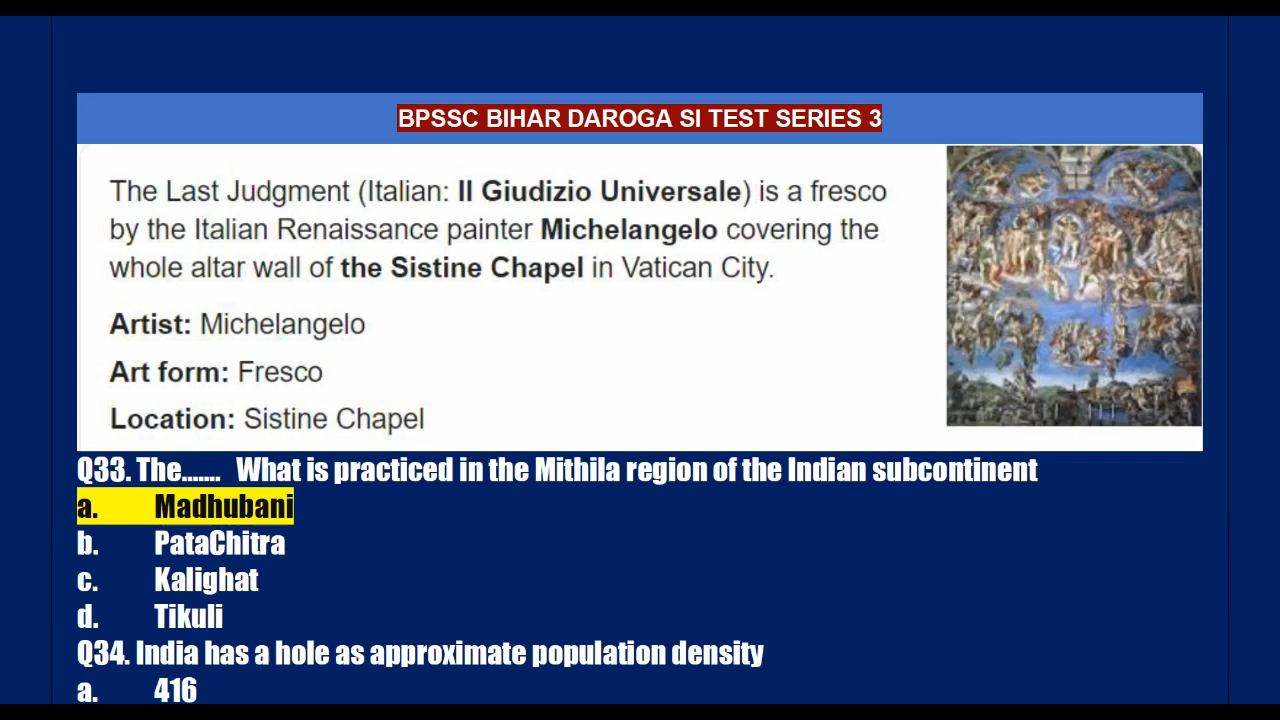 BPSSC BIHAR DAROGA SI TEST SERIES 3
The Last Judgment (Italian: Il Giudizio Universale) is a fresco
by the Italian Renaissance painter Michelangelo covering the
whole altar wall of the Sistine Chapel in Vatican City.
Artist: Michelangelo
Art form: Fresco
Location: Sistine Chapel
Q33. The....... What is practiced in the Mithila region of the Indian subcontinent
a. Madhubani
b. PataChitra
c. Kalighat
d. Tikuli
Q34. India has a hole as approximate population density
a. 416